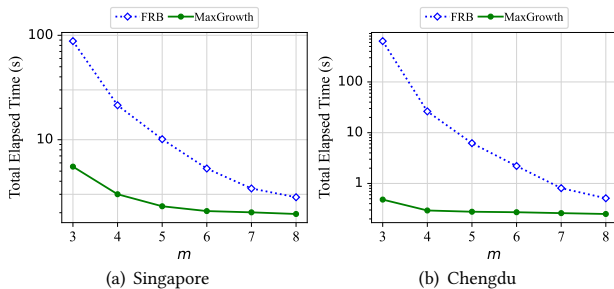 FRB MaxGrowth
100
10
Total Elapsed Time (s)
3 4 5 6 7 8
m
(a) Singapore
FRB MaxGrowth
100
10
1
Total Elapsed Time (s)
3 4 5 6 7 8
m
(b) Chengdu